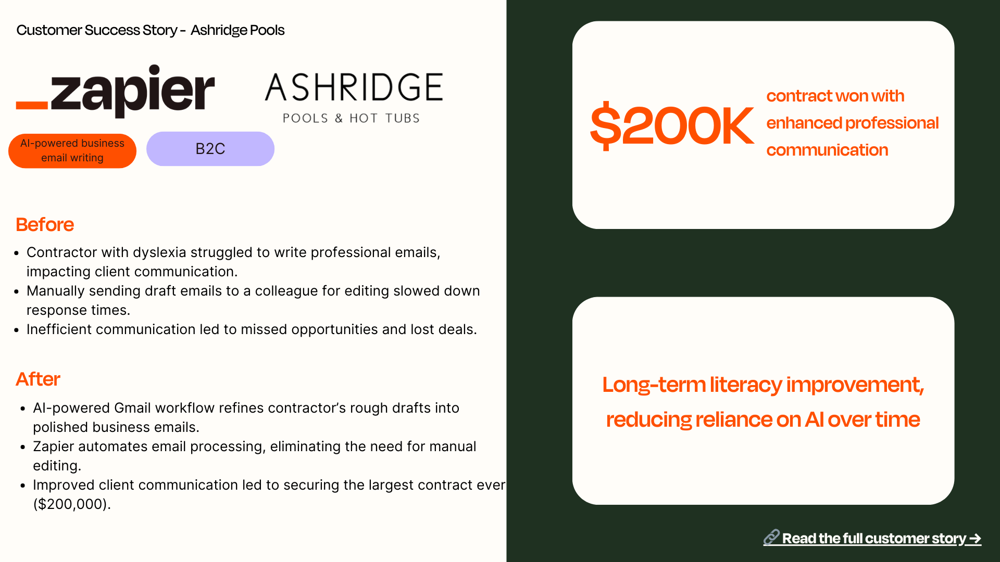 Customer Success Story - Ashridge Pools
_zapier
ASHRIDGE
POOLS & HOT TUBS
AI-powered business
email writing
B2C
Before
• Contractor with dyslexia struggled to write professional emails,
impacting client communication.
• Manually sending draft emails to a colleague for editing slowed down
response times.
• Inefficient communication led to missed opportunities and lost deals.
After
• AI-powered Gmail workflow refines contractor’s rough drafts into
polished business emails.
• Zapier automates email processing, eliminating the need for manual
editing.
• Improved client communication led to securing the largest contract ever
($200,000).
$200K
contract won with
enhanced professional
communication
Long-term literacy improvement,
reducing reliance on AI over time
🔗 Read the full customer story →